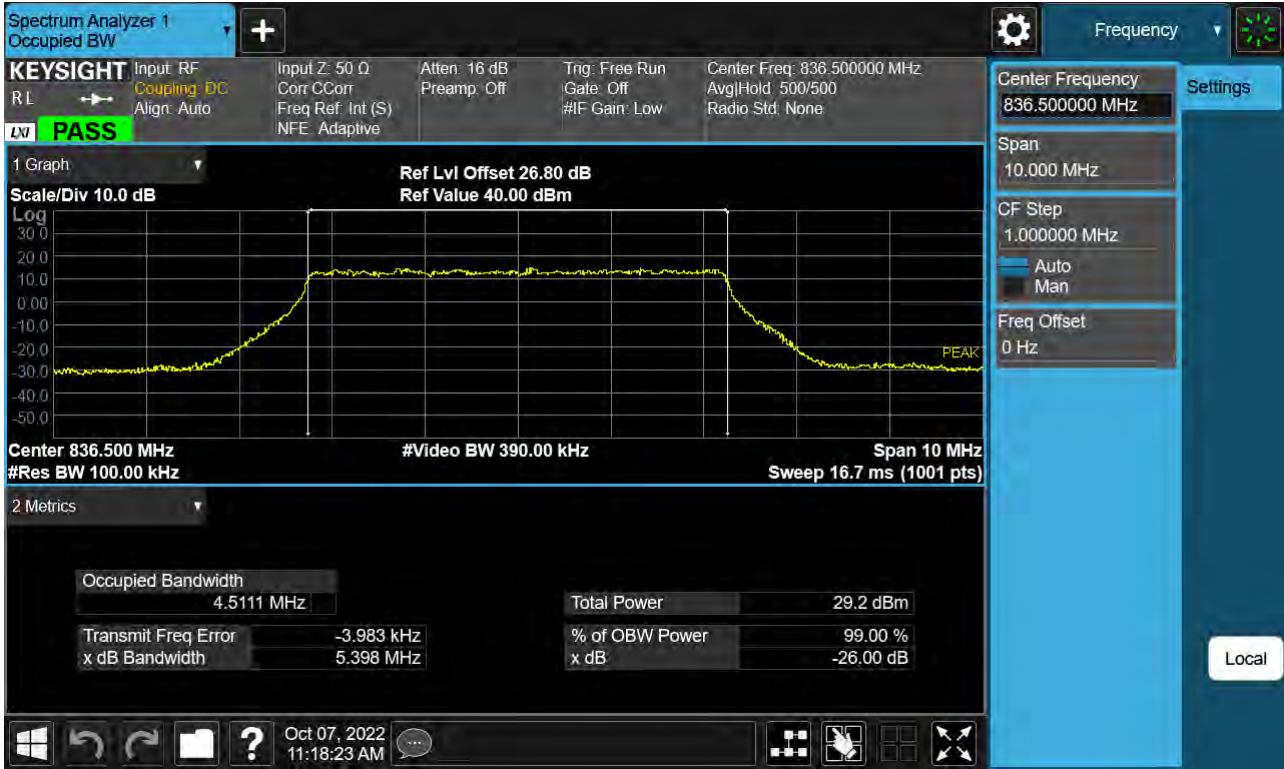 Spectrum Analyzer 1
Occupied BW
▼
+
Frequency
▼
KEYSIGHT
Input: RF
Input Z: 50 Ω
Atten: 16 dB
Trig: Free Run
Center Freq: 836.500000 MHz
RL
Coupling: DC
Corr CCorr
Preamp: Off
Gate: Off
Avg|Hold: 500/500
Align: Auto
Freq Ref: Int (S)
#IF Gain: Low
Radio Std: None
LXI
PASS
NFE: Adaptive
Center Frequency
836.500000 MHz
Settings
Span
10.000 MHz
CF Step
1.000000 MHz
Auto
Man
Freq Offset
0 Hz
Local
1 Graph
▼
Scale/Div 10.0 dB
Ref Lvl Offset 26.80 dB
Ref Value 40.00 dBm
Log
30.0
20.0
10.0
0.00
-10.0
-20.0
-30.0
-40.0
-50.0
PEAK
Center 836.500 MHz
#Video BW 390.00 kHz
Span 10 MHz
#Res BW 100.00 kHz
Sweep 16.7 ms (1001 pts)
2 Metrics
▼
Occupied Bandwidth
4.5111 MHz
Total Power 29.2 dBm
Transmit Freq Error -3.983 kHz
% of OBW Power 99.00 %
x dB Bandwidth 5.398 MHz
x dB -26.00 dB
?
Oct 07, 2022
11:18:23 AM